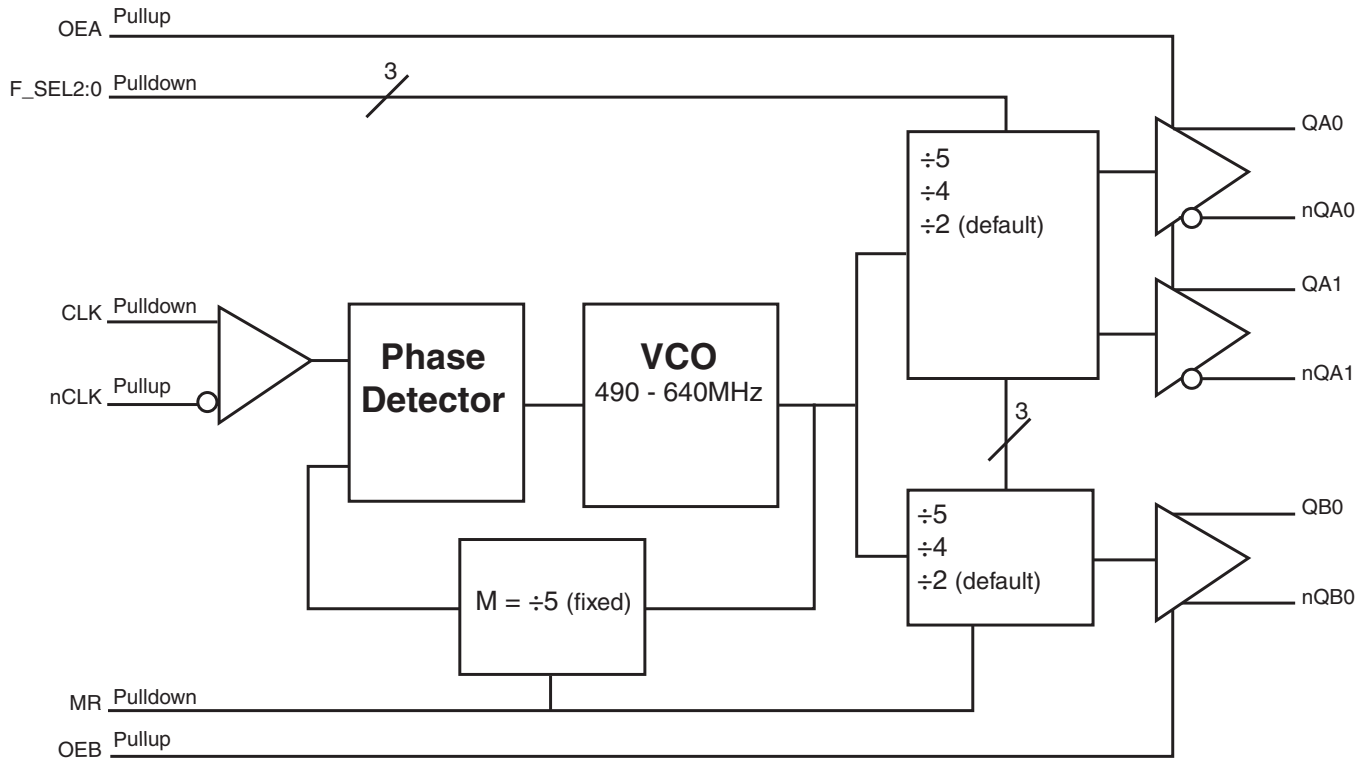 OEA Pullup
F_SEL2:0 Pulldown
3
QA0
÷5
÷4
÷2 (default)
nQA0
QA1
CLK Pulldown
Phase
Detector
VCO
490 - 640MHz
nCLK Pullup
nQA1
3
QB0
÷5
÷4
÷2 (default)
M = ÷5 (fixed)
nQB0
MR Pulldown
OEB Pullup